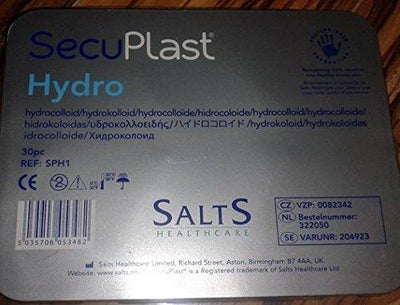 SecuPlast®
Hydro
hydrocolloid/hydrokolloid/hydrocolloïde/hidrocoloide/hydrocolloid/hydrocolloïde/
hidrokoloidas/υδροκολλοειδής/ハイドロコロイド/hydrokoloid/hydrokoloidas
idrocolloide/Хидроколоид
30pc
REF: SPH1
CE
SALTS
HEALTHCARE
CZ VZP: 0082342
NL Bestelnummer:
322050
SE VARUNR: 204923
5 035706 053482
Salts Healthcare Limited, Richard Street, Aston, Birmingham B7 4AA, UK.
SecuPlast® is a Registered trademark of Salts Healthcare Ltd